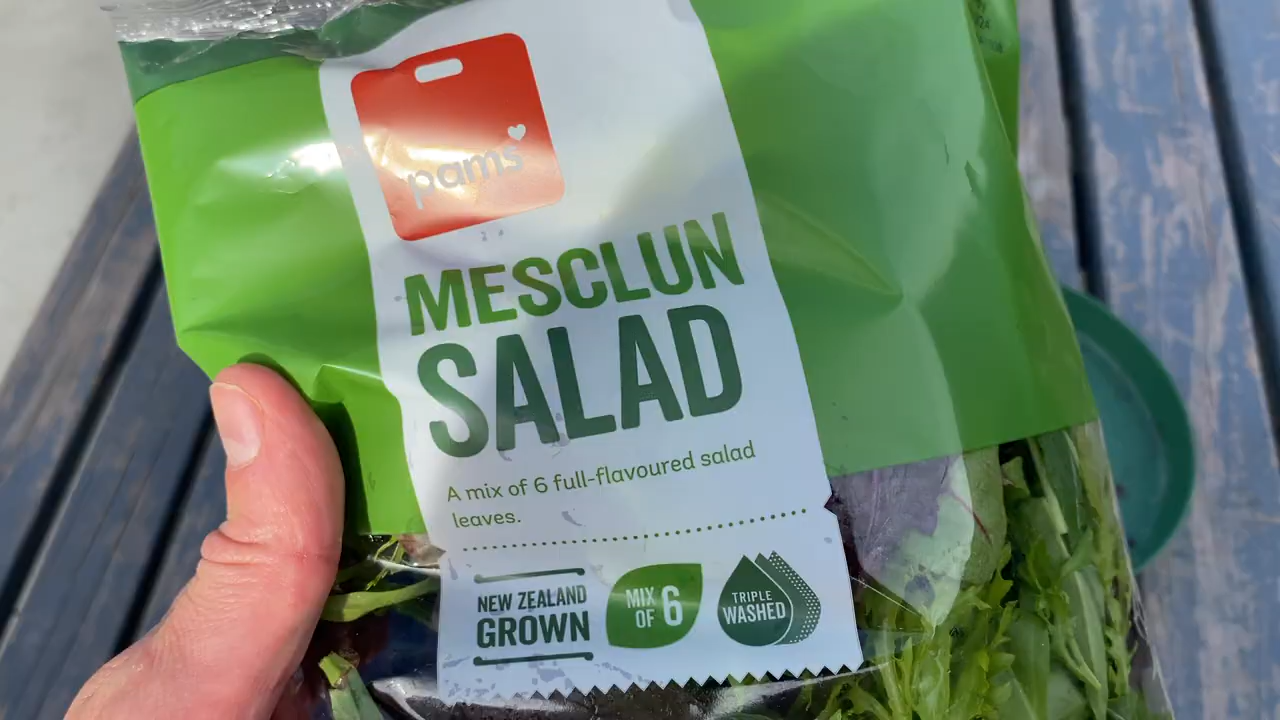 pams
MESCLUN
SALAD
A mix of 6 full-flavoured salad
leaves.
NEW ZEALAND
GROWN
MIX
OF 6
TRIPLE
WASHED